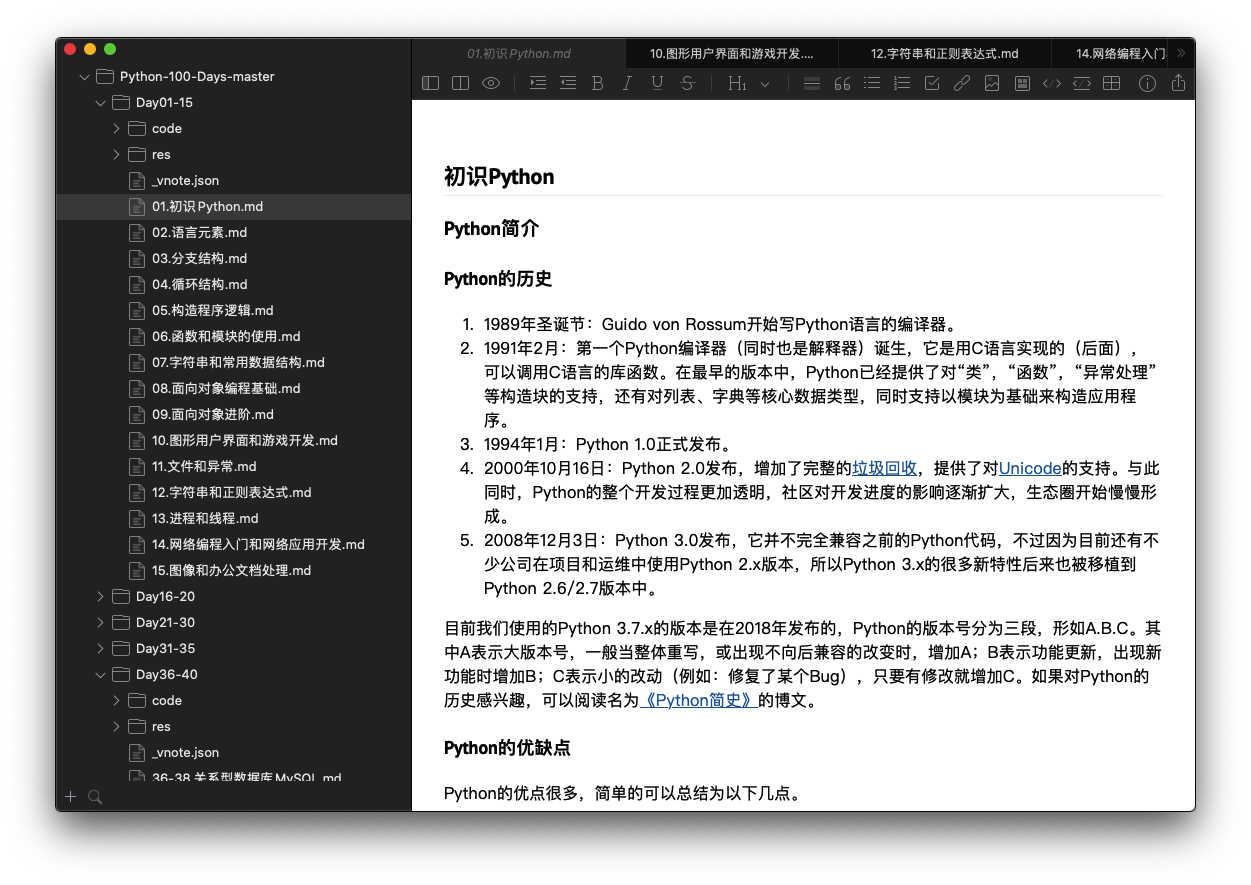 01.初识Python.md
10.图形用户界面和游戏开发....
12.字符串和正则表达式.md
14.网络编程入门
Python-100-Days-master
Day01-15
code
res
_vnote.json
01.初识Python.md
02.语言元素.md
03.分支结构.md
04.循环结构.md
05.构造程序逻辑.md
06.函数和模块的使用.md
07.字符串和常用数据结构.md
08.面向对象编程基础.md
09.面向对象进阶.md
10.图形用户界面和游戏开发.md
11.文件和异常.md
12.字符串和正则表达式.md
13.进程和线程.md
14.网络编程入门和网络应用开发.md
15.图像和办公文档处理.md
Day16-20
Day21-30
Day31-35
Day36-40
code
res
_vnote.json
36-38.关系型数据库MySQL.md
H1
初识Python
Python简介
Python的历史
1. 1989年圣诞节：Guido von Rossum开始写Python语言的编译器。
2. 1991年2月：第一个Python编译器（同时也是解释器）诞生，它是用C语言实现的（后面），
可以调用C语言的库函数。在最早的版本中，Python已经提供了对“类”，“函数”，“异常处理”
等构造块的支持，还有对列表、字典等核心数据类型，同时支持以模块为基础来构造应用程
序。
3. 1994年1月：Python 1.0正式发布。
4. 2000年10月16日：Python 2.0发布，增加了完整的垃圾回收，提供了对Unicode的支持。与此
同时，Python的整个开发过程更加透明，社区对开发进度的影响逐渐扩大，生态圈开始慢慢形
成。
5. 2008年12月3日：Python 3.0发布，它并不完全兼容之前的Python代码，不过因为目前还有不
少公司在项目和运维中使用Python 2.x版本，所以Python 3.x的很多新特性后来也被移植到
Python 2.6/2.7版本中。
目前我们使用的Python 3.7.x的版本是在2018年发布的，Python的版本号分为三段，形如A.B.C。其
中A表示大版本号，一般当整体重写，或出现不向后兼容的改变时，增加A；B表示功能更新，出现新
功能时增加B；C表示小的改动（例如：修复了某个Bug），只要有修改就增加C。如果对Python的
历史感兴趣，可以阅读名为《Python简史》的博文。
Python的优缺点
Python的优点很多，简单的可以总结为以下几点。